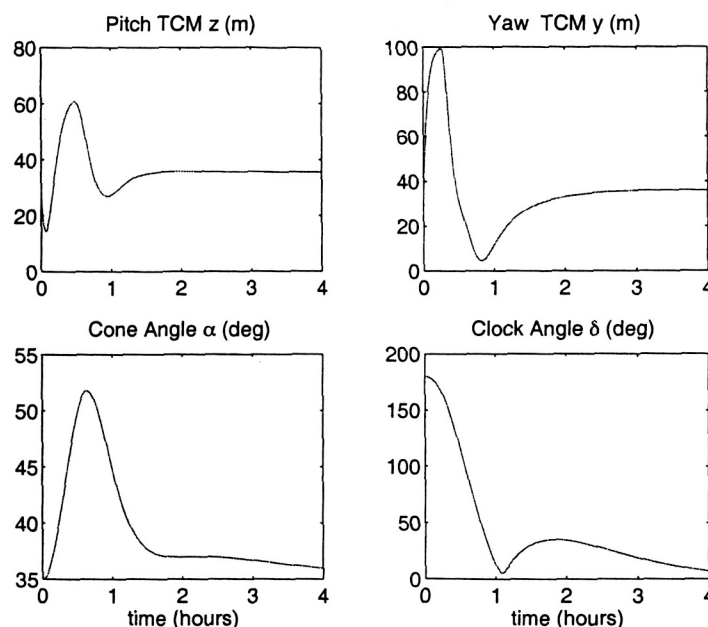 Pitch TCM z (m)
80
60
40
20
0
0 1 2 3 4
Yaw TCM y (m)
100
80
60
40
20
0
0 1 2 3 4
Cone Angle α (deg)
55
50
45
40
35
0 1 2 3 4
time (hours)
Clock Angle δ (deg)
200
150
100
50
0
0 1 2 3 4
time (hours)